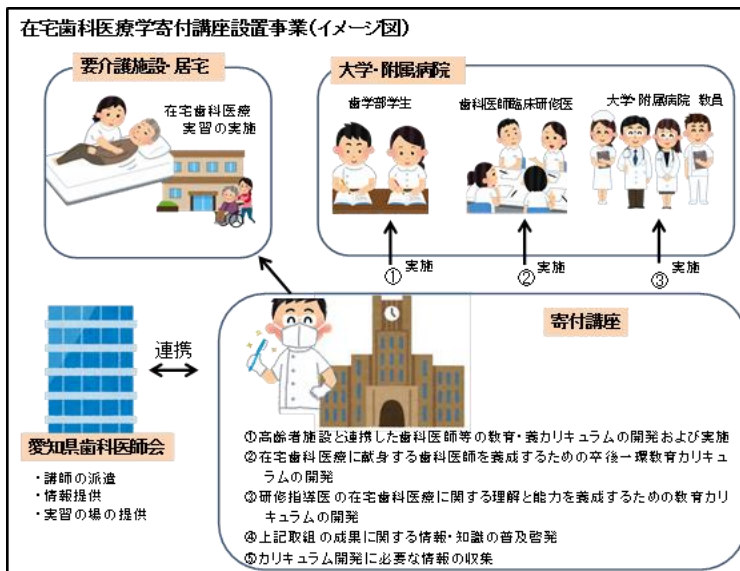 在宅歯科医療学寄付講座設置事業(イメージ図)
要介護施設・居宅
在宅歯科医療
実習の実施
大学・附属病院
歯学部学生
歯科医師臨床研修医
大学・附属病院 教員
① 実施
② 実施
③ 実施
連携
愛知県歯科医師会
・講師の派遣
・情報提供
・実習の場の提供
寄付講座
①高齢者施設と連携した歯科医師等の教育・養カリキュラムの開発および実施
②在宅歯科医療に献身する歯科医師を養成するための卒後一環教育カリキュ
ラムの開発
③研修指導医の在宅歯科医療に関する理解と能力を養成するための教育カリ
キュラムの開発
④上記取組の成果に関する情報・知識の普及啓発
⑤カリキュラム開発に必要な情報の収集